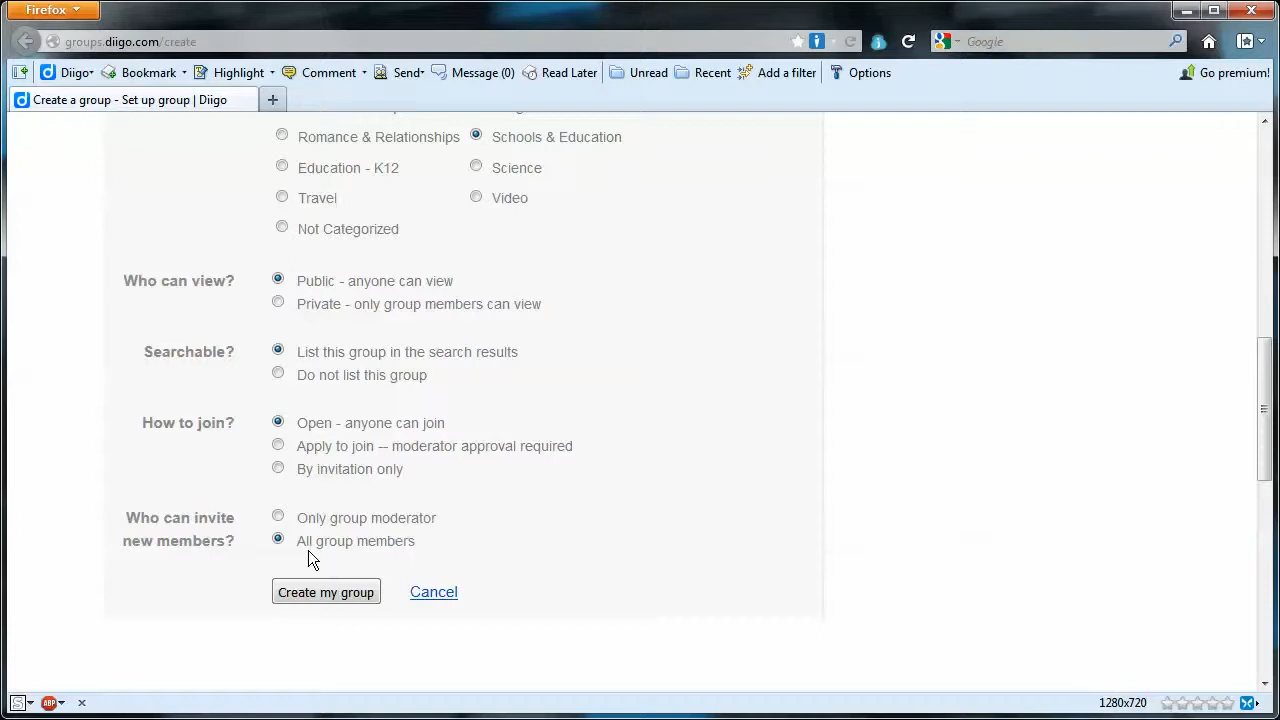 Firefox
groups.diigo.com/create
Google
Diigo Bookmark Highlight Comment Send Message (0) Read Later Unread Recent Add a filter Options Go premium!
Create a group - Set up group | Diigo
Romance & Relationships Schools & Education
Education - K12 Science
Travel Video
Not Categorized
Who can view? Public - anyone can view
Private - only group members can view
Searchable? List this group in the search results
Do not list this group
How to join? Open - anyone can join
Apply to join -- moderator approval required
By invitation only
Who can invite Only group moderator
new members? All group members
Create my group Cancel
S ABP 1280x720